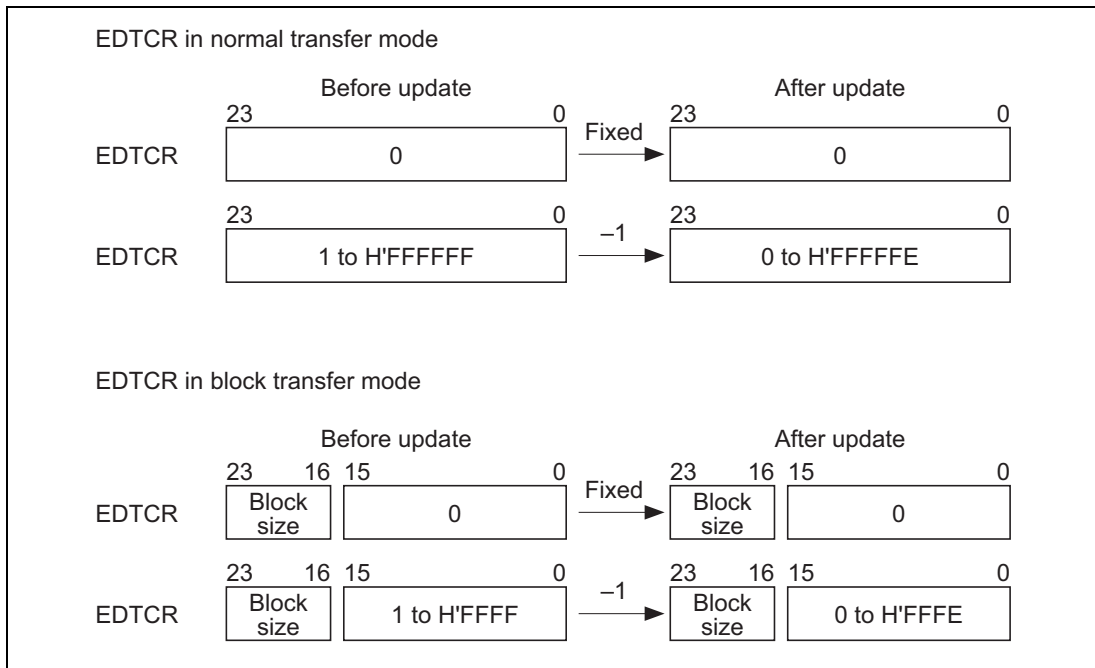 EDTCR in normal transfer mode
Before update After update
23 0 Fixed 23 0
EDTCR 0 0
23 0 –1 23 0
EDTCR 1 to H'FFFFFF 0 to H'FFFFFE
EDTCR in block transfer mode
Before update After update
23 16 15 0 Fixed 23 16 15 0
EDTCR Block size 0 Block size 0
23 16 15 0 –1 23 16 15 0
EDTCR Block size 1 to H'FFFF Block size 0 to H'FFFE